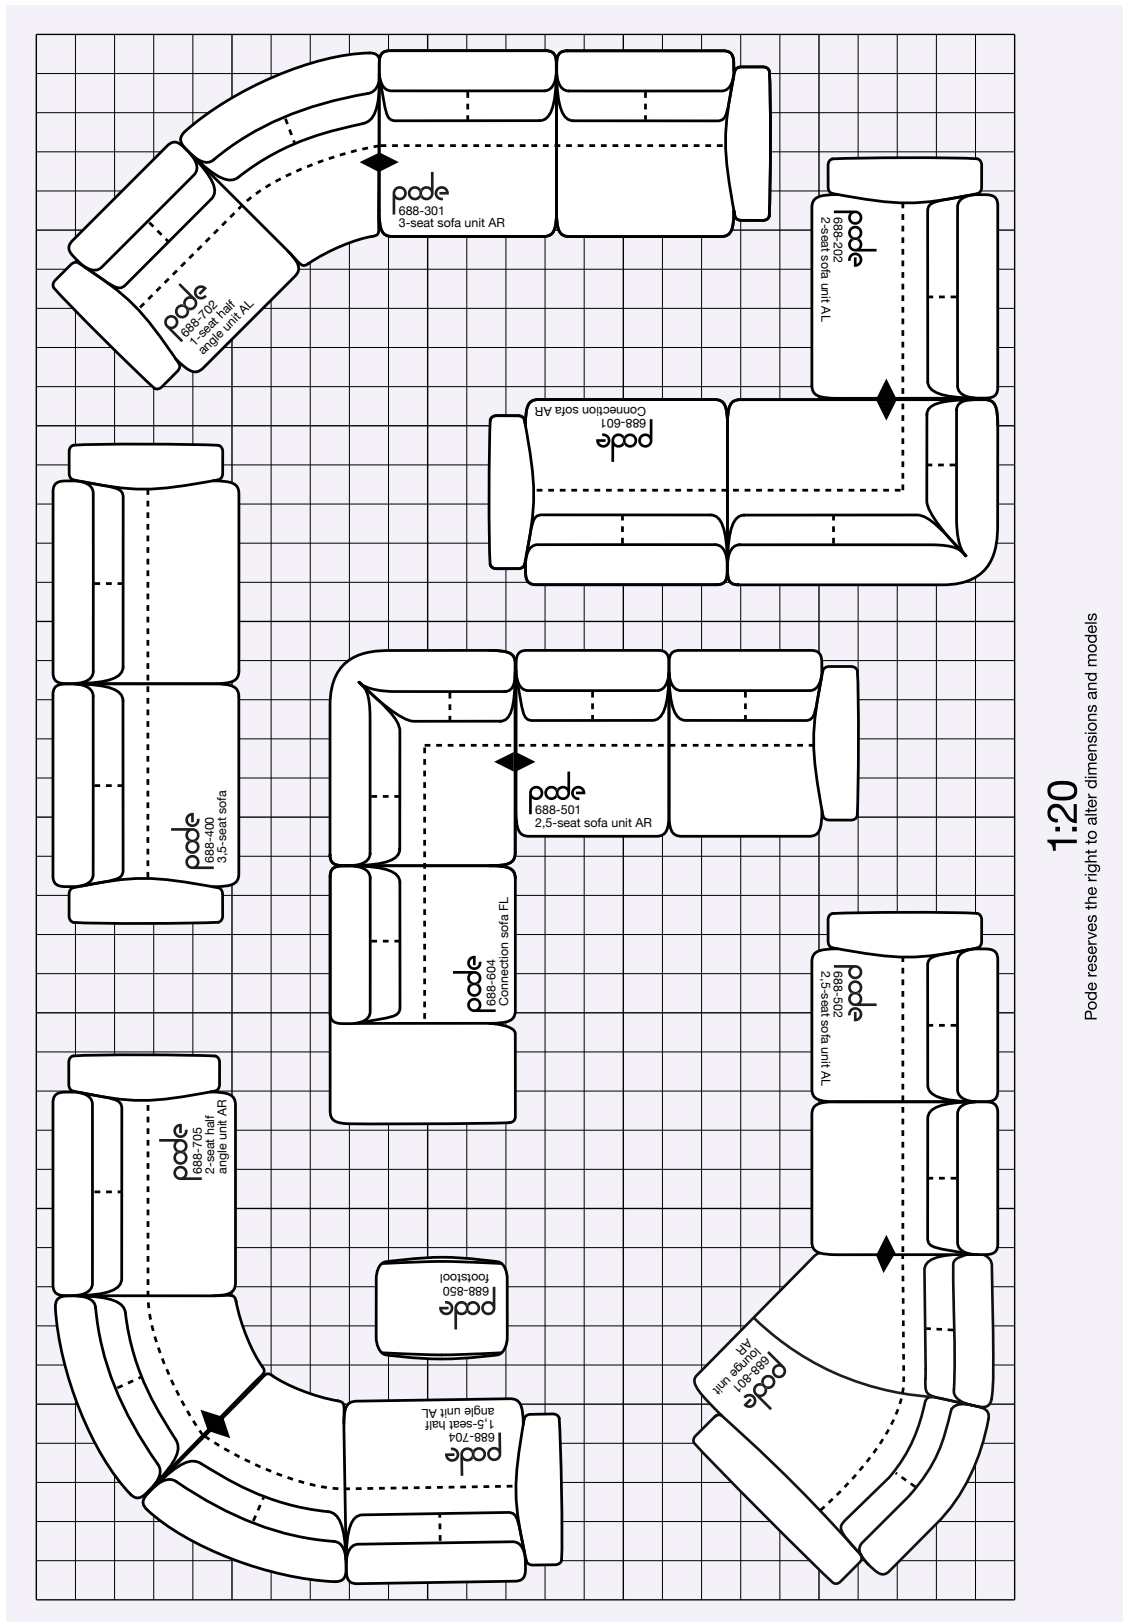 pode
688-301
3-seat sofa unit AR
pode
688-702
1-seat half
angle unit AL
pode
688-202
2-seat sofa unit AL
pode
688-601
Connection sofa AR
pode
688-400
3,5-seat sofa
pode
688-501
2,5-seat sofa unit AR
pode
688-604
Connection sofa FL
pode
688-502
2,5-seat sofa unit AL
pode
688-705
2-seat half
angle unit AR
pode
688-850
footstool
pode
688-801
lounge unit
AR
pode
688-704
1,5-seat half
angle unit AL
1:20
Pode reserves the right to alter dimensions and models